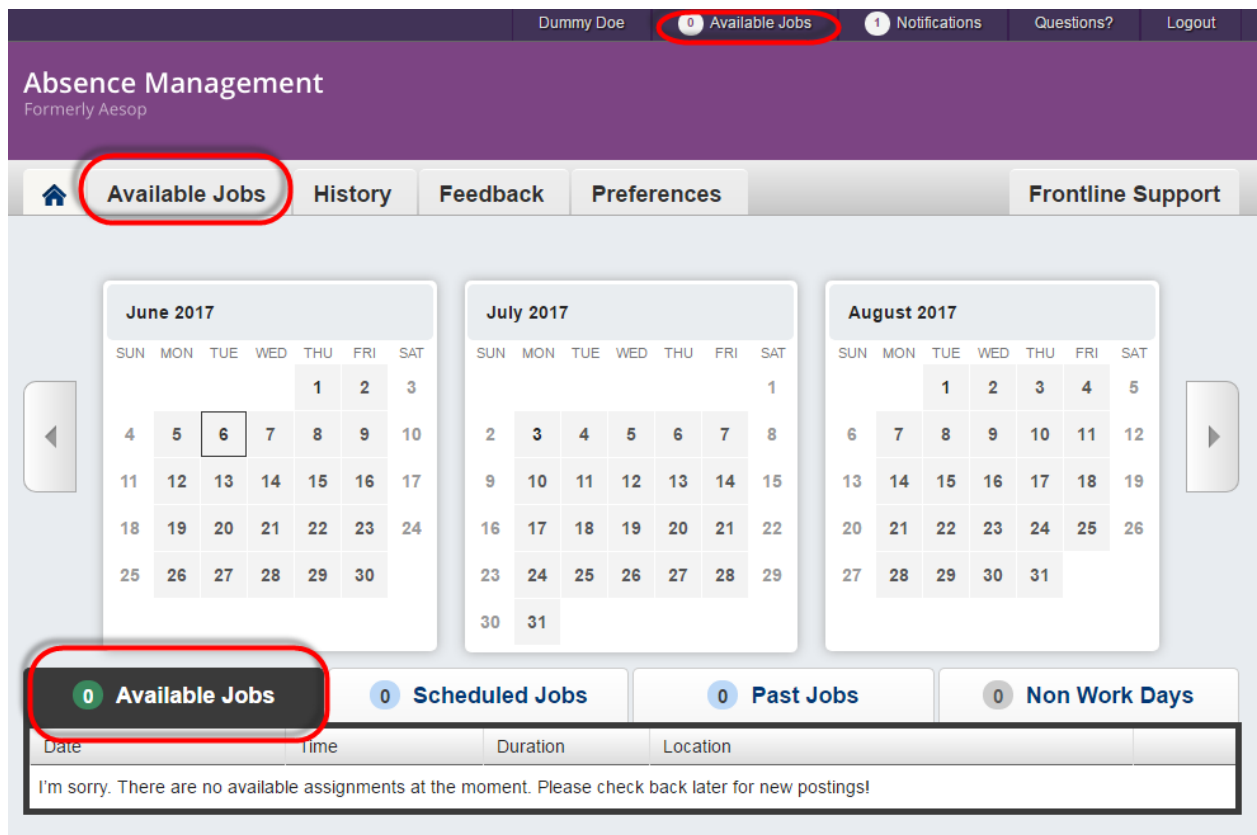 Dummy Doe 0 Available Jobs 1 Notifications Questions? Logout
Absence Management
Formerly Aesop
Available Jobs History Feedback Preferences Frontline Support
June 2017 July 2017 August 2017
SUN MON TUE WED THU FRI SAT SUN MON TUE WED THU FRI SAT SUN MON TUE WED THU FRI SAT
1 2 3 1 1 2 3 4 5
4 5 6 7 8 9 10 2 3 4 5 6 7 8 6 7 8 9 10 11 12
11 12 13 14 15 16 17 9 10 11 12 13 14 15 13 14 15 16 17 18 19
18 19 20 21 22 23 24 16 17 18 19 20 21 22 20 21 22 23 24 25 26
25 26 27 28 29 30 23 24 25 26 27 28 29 27 28 29 30 31
30 31
0 Available Jobs 0 Scheduled Jobs 0 Past Jobs 0 Non Work Days
Date Time Duration Location
I'm sorry. There are no available assignments at the moment. Please check back later for new postings!